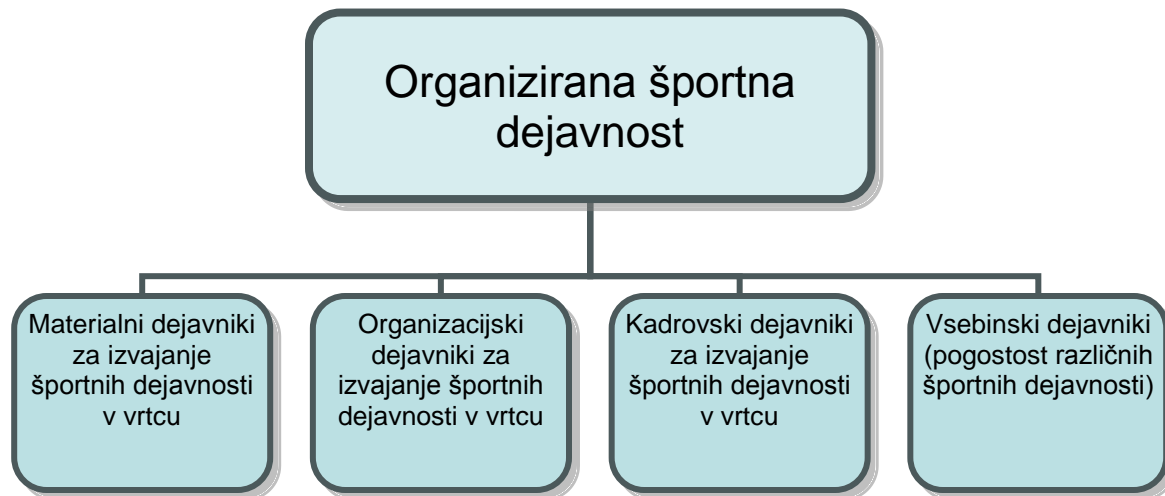 Organizirana športna
dejavnost
Materialni dejavniki
za izvajanje
športnih dejavnosti
v vrtcu
Organizacijski
dejavniki za
izvajanje športnih
dejavnosti v vrtcu
Kadrovski dejavniki
za izvajanje
športnih dejavnosti
v vrtcu
Vsebinski dejavniki
(pogostost različnih
športnih dejavnosti)